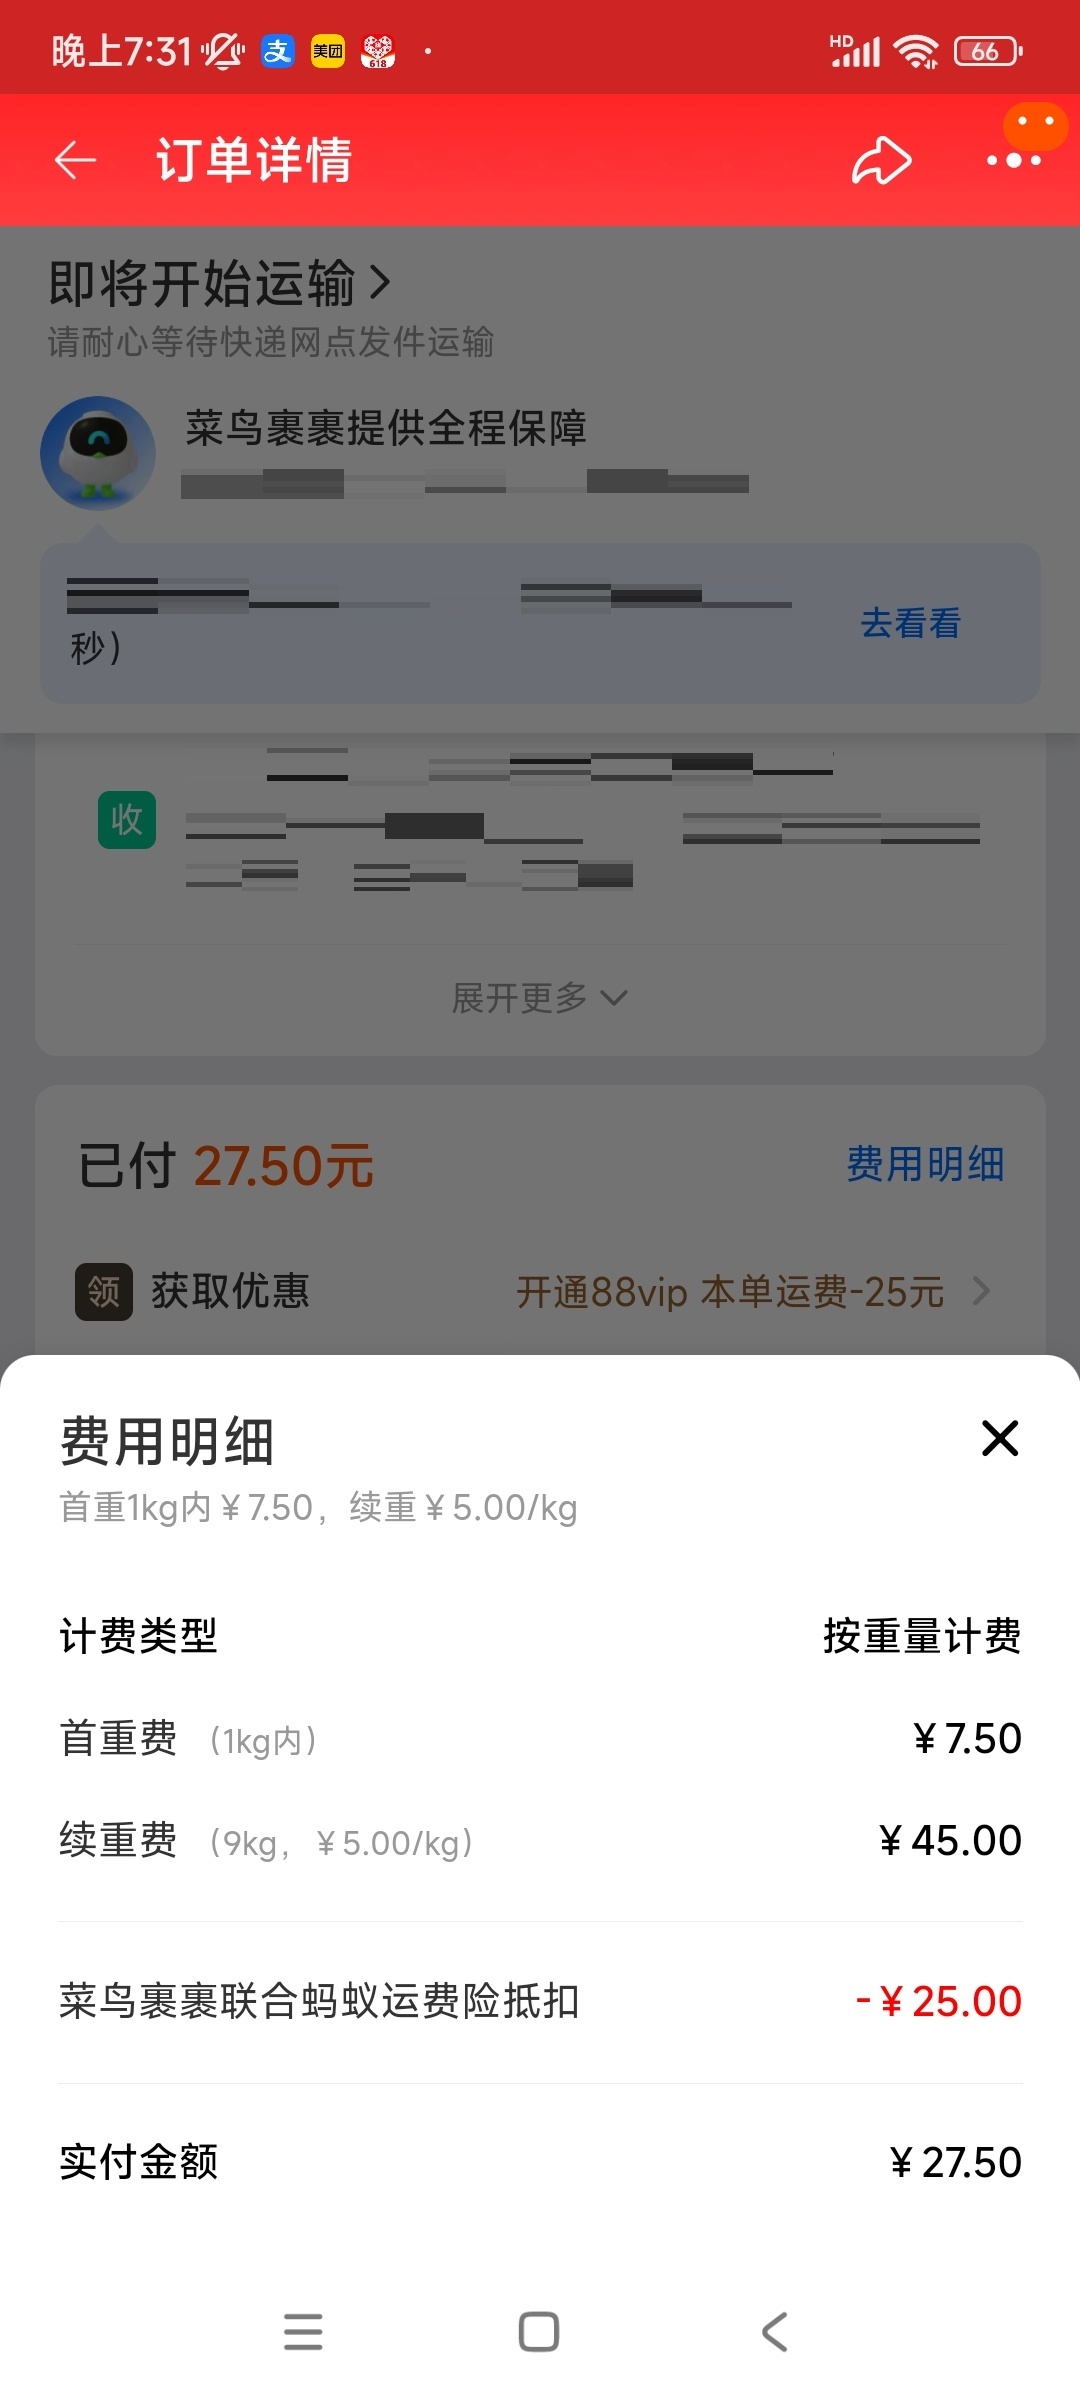 晚上7:31
支
美团
618
HD
66
订单详情
即将开始运输
请耐心等待快递网点发件运输
菜鸟裹裹提供全程保障
秒）
去看看
收
展开更多
已付 27.50元
费用明细
领 获取优惠
开通88vip 本单运费-25元
费用明细
首重1kg内￥7.50，续重￥5.00/kg
计费类型
按重量计费
首重费 （1kg内）
￥7.50
续重费 （9kg，￥5.00/kg）
￥45.00
菜鸟裹裹联合蚂蚁运费险抵扣
-￥25.00
实付金额
￥27.50